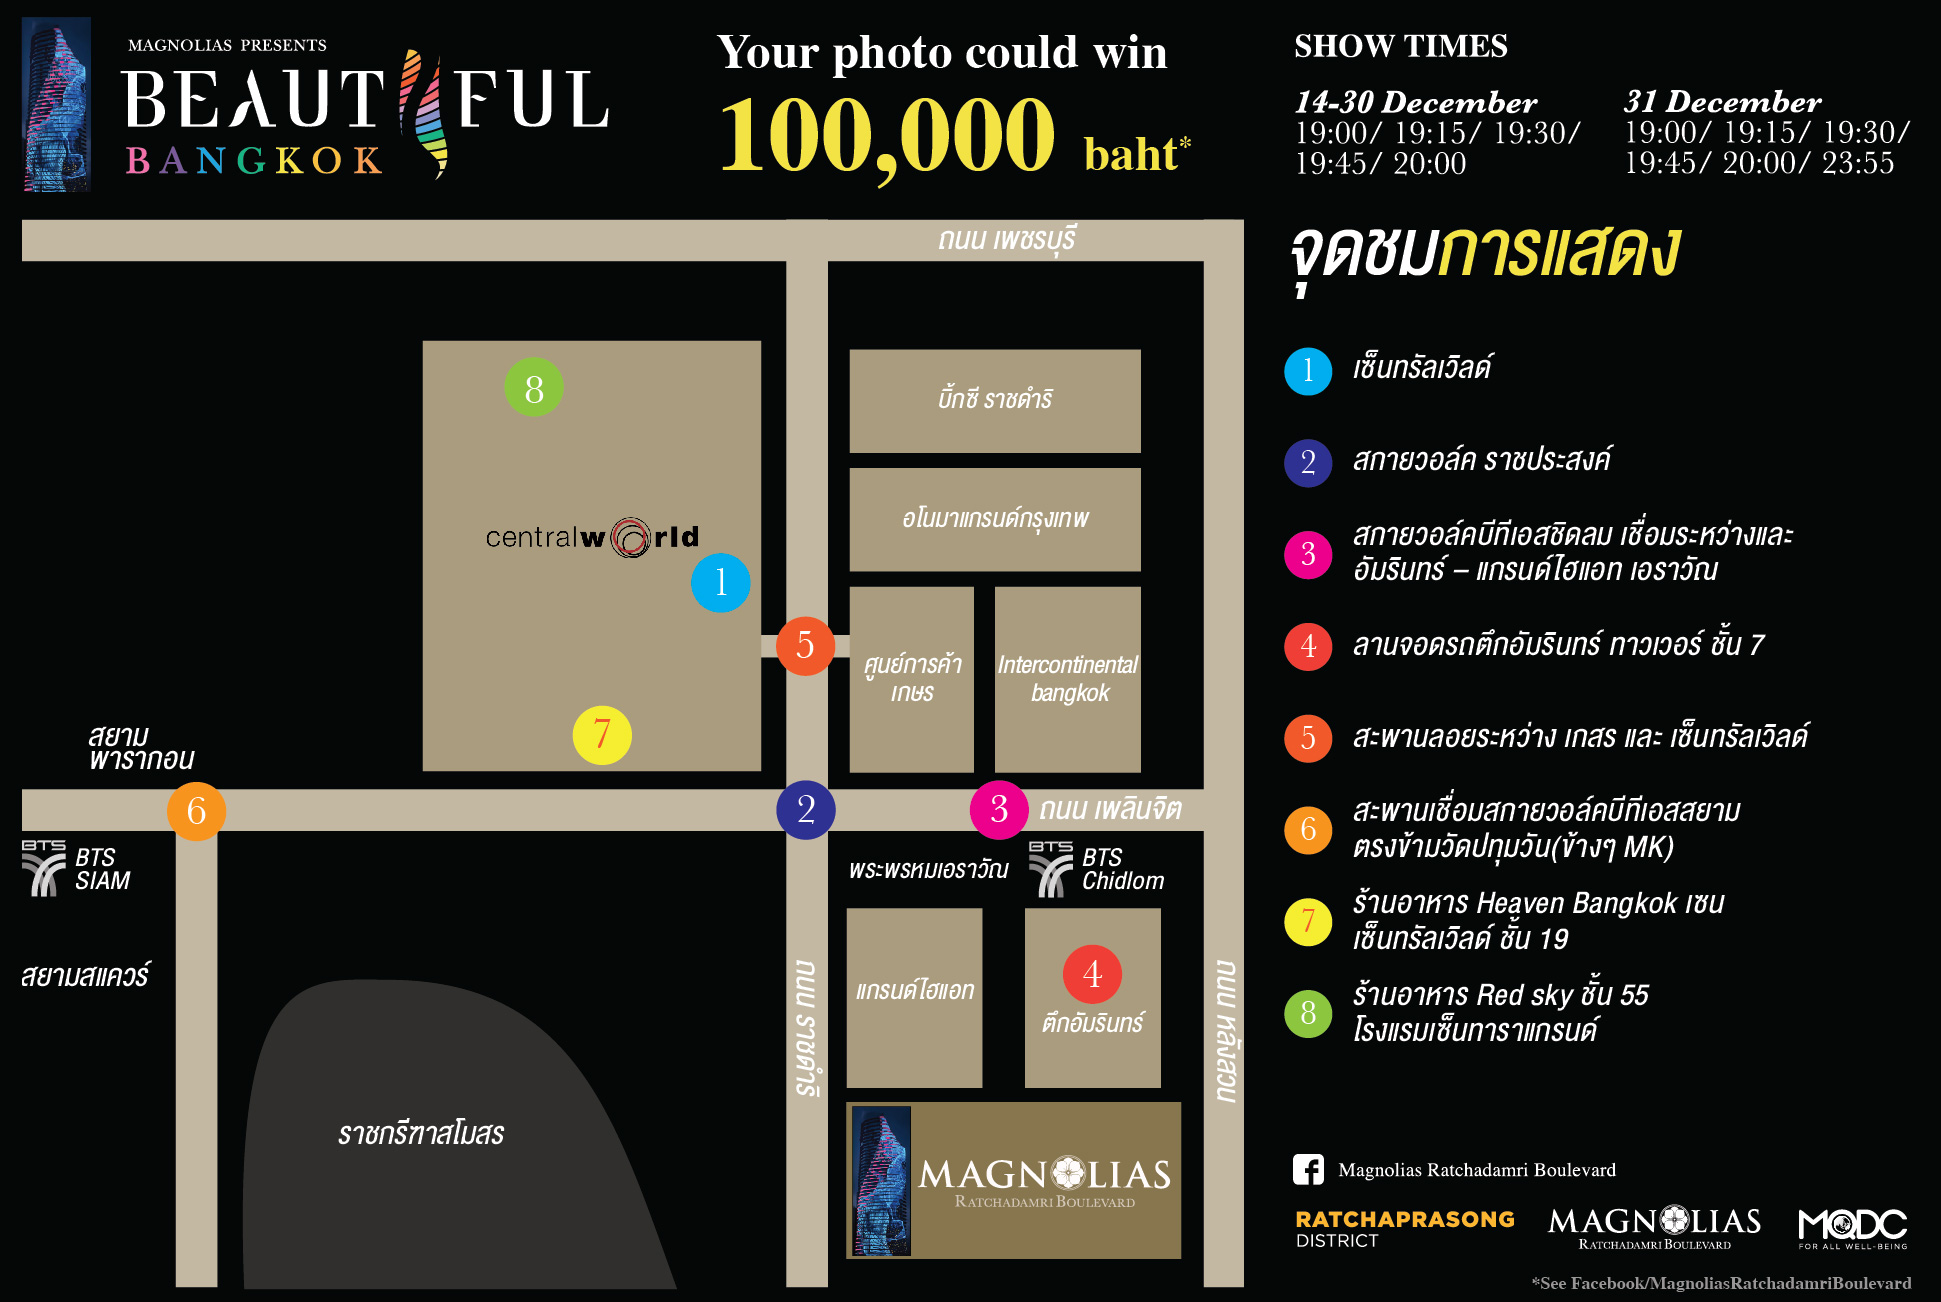 MAGNOLIAS PRESENTS
BEAUTIFUL
BANGKOK
Your photo could win
100,000 baht*
SHOW TIMES
14-30 December
19:00/ 19:15/ 19:30/
19:45/ 20:00
31 December
19:00/ 19:15/ 19:30/
19:45/ 20:00/ 23:55
ถนน เพชรบุรี
8
centralworld
1
บิ้กซี ราชดำริ
อโนมาแกรนด์กรุงเทพ
5
ศูนย์การค้า
เกษร
Intercontinental
bangkok
7
สยาม
พารากอน
6
2
3
ถนน เพลินจิต
BTS
BTS
SIAM
พระพรหมเอราวัณ
BTS
BTS
Chidlom
สยามสแควร์
แกรนด์ไฮแอท
4
ตึกอัมรินทร์
ถนน ราชดำริ
ถนน หลังสวน
ราชกรีฑาสโมสร
MAGNOLIAS
RATCHADAMRI BOULEVARD
จุดชมการแสดง
1 เซ็นทรัลเวิลด์
2 สกายวอล์ค ราชประสงค์
3 สกายวอล์คบีทีเอสชิดลม เชื่อมระหว่างและ
อัมรินทร์ – แกรนด์ไฮแอท เอราวัณ
4 ลานจอดรถตึกอัมรินทร์ ทาวเวอร์ ชั้น 7
5 สะพานลอยระหว่าง เกสร และ เซ็นทรัลเวิลด์
6 สะพานเชื่อมสกายวอล์คบีทีเอสสยาม
ตรงข้ามวัดปทุมวัน(ข้างๆ MK)
7 ร้านอาหาร Heaven Bangkok เซน
เซ็นทรัลเวิลด์ ชั้น 19
8 ร้านอาหาร Red sky ชั้น 55
โรงแรมเซ็นทาราแกรนด์
Magnolias Ratchadamri Boulevard
RATCHAPRASONG
DISTRICT
MAGNOLIAS
RATCHADAMRI BOULEVARD
MQDC
FOR ALL WELL-BEING
*See Facebook/MagnoliasRatchadamriBoulevard